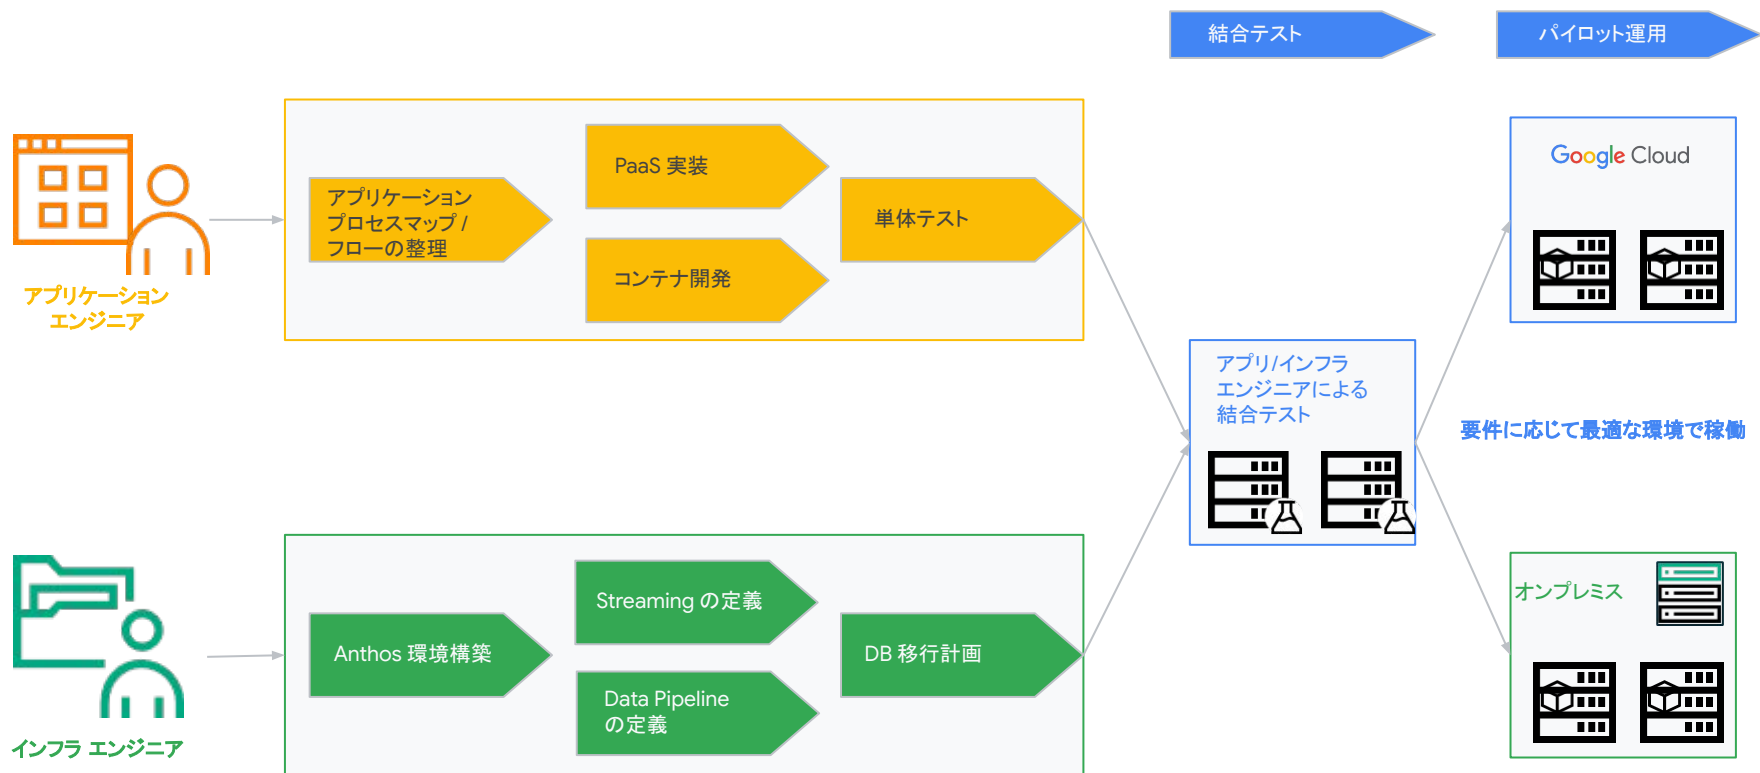 結合テスト
パイロット運用
アプリケーション
プロセスマップ /
フローの整理
PaaS 実装
コンテナ開発
単体テスト
アプリケーション
エンジニア
Google Cloud
アプリ/インフラ
エンジニアによる
結合テスト
要件に応じて最適な環境で稼働
Anthos 環境構築
Streaming の定義
Data Pipeline
の定義
DB 移行計画
インフラ エンジニア
オンプレミス